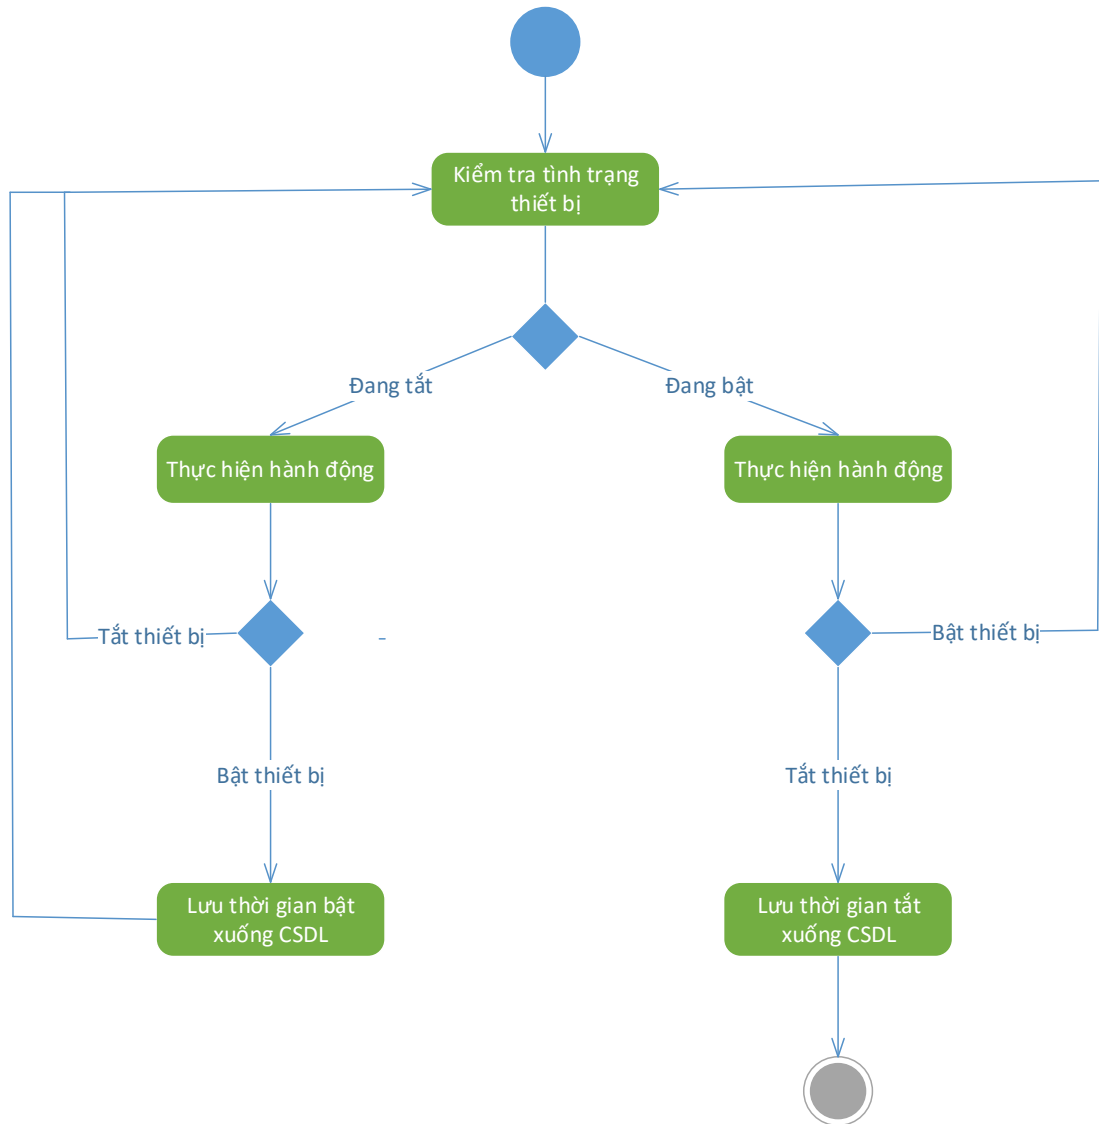 Kiểm tra tình trạng
thiết bị
Đang tắt
Đang bật
Thực hiện hành động
Thực hiện hành động
Tắt thiết bị
Bật thiết bị
Bật thiết bị
Tắt thiết bị
Lưu thời gian bật
xuống CSDL
Lưu thời gian tắt
xuống CSDL